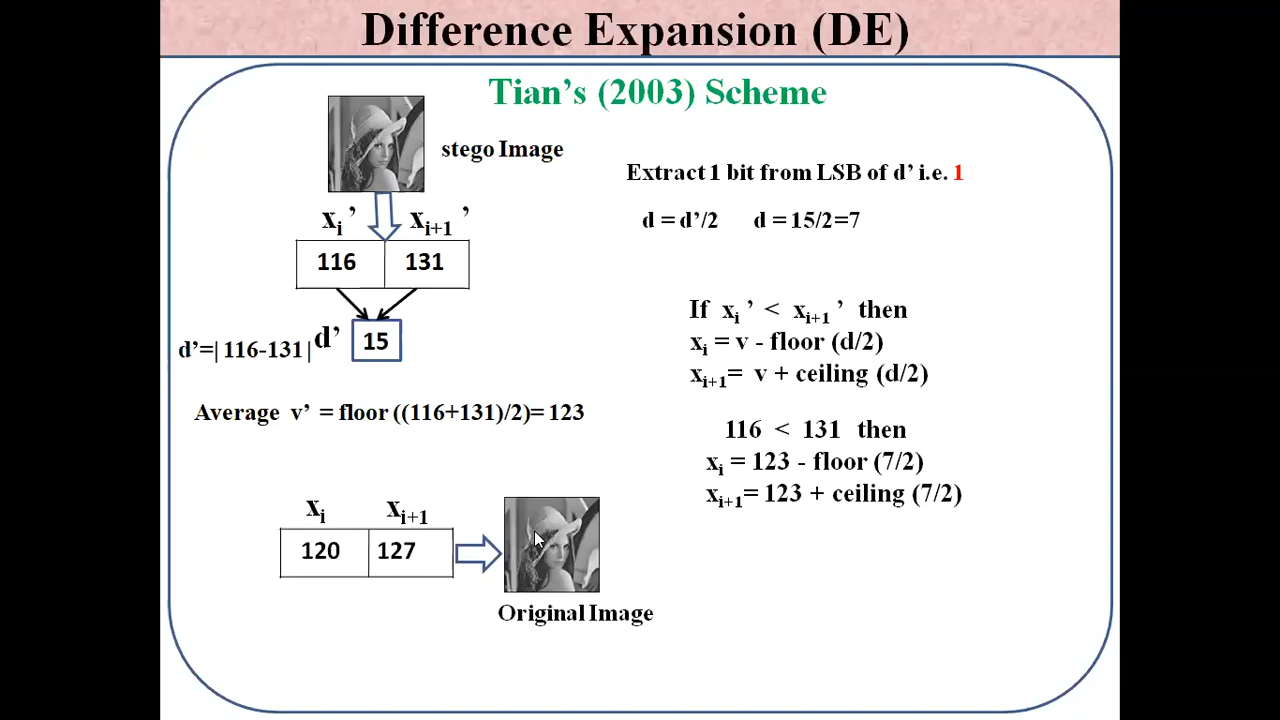 Difference Expansion (DE)
Tian's (2003) Scheme
stego Image
xi ’ xi+1 ’
116 131
d’=| 116-131 | d’ 15
Average v’ = floor ((116+131)/2)= 123
xi xi+1
120 127
Original Image
Extract 1 bit from LSB of d’ i.e. 1
d = d’/2 d = 15/2=7
If xi ’ < xi+1 ’ then
xi = v - floor (d/2)
xi+1= v + ceiling (d/2)
116 < 131 then
xi = 123 - floor (7/2)
xi+1= 123 + ceiling (7/2)